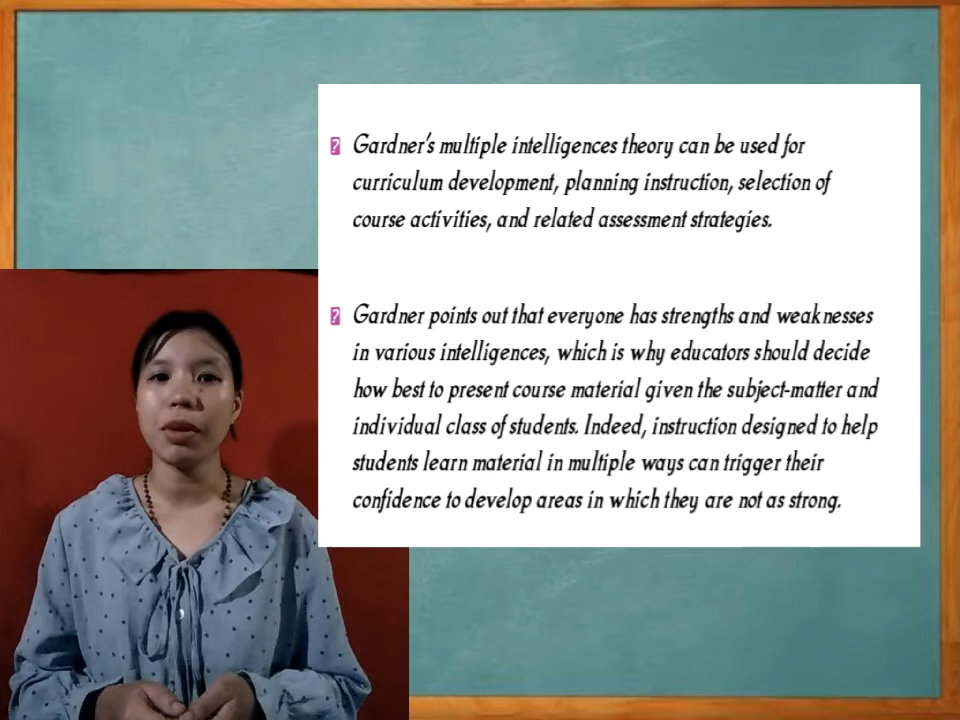 Gardner's multiple intelligences theory can be used for
curriculum development, planning instruction, selection of
course activities, and related assessment strategies.
Gardner points out that everyone has strengths and weaknesses
in various intelligences, which is why educators should decide
how best to present course material given the subject-matter and
individual class of students. Indeed, instruction designed to help
students learn material in multiple ways can trigger their
confidence to develop areas in which they are not as strong.